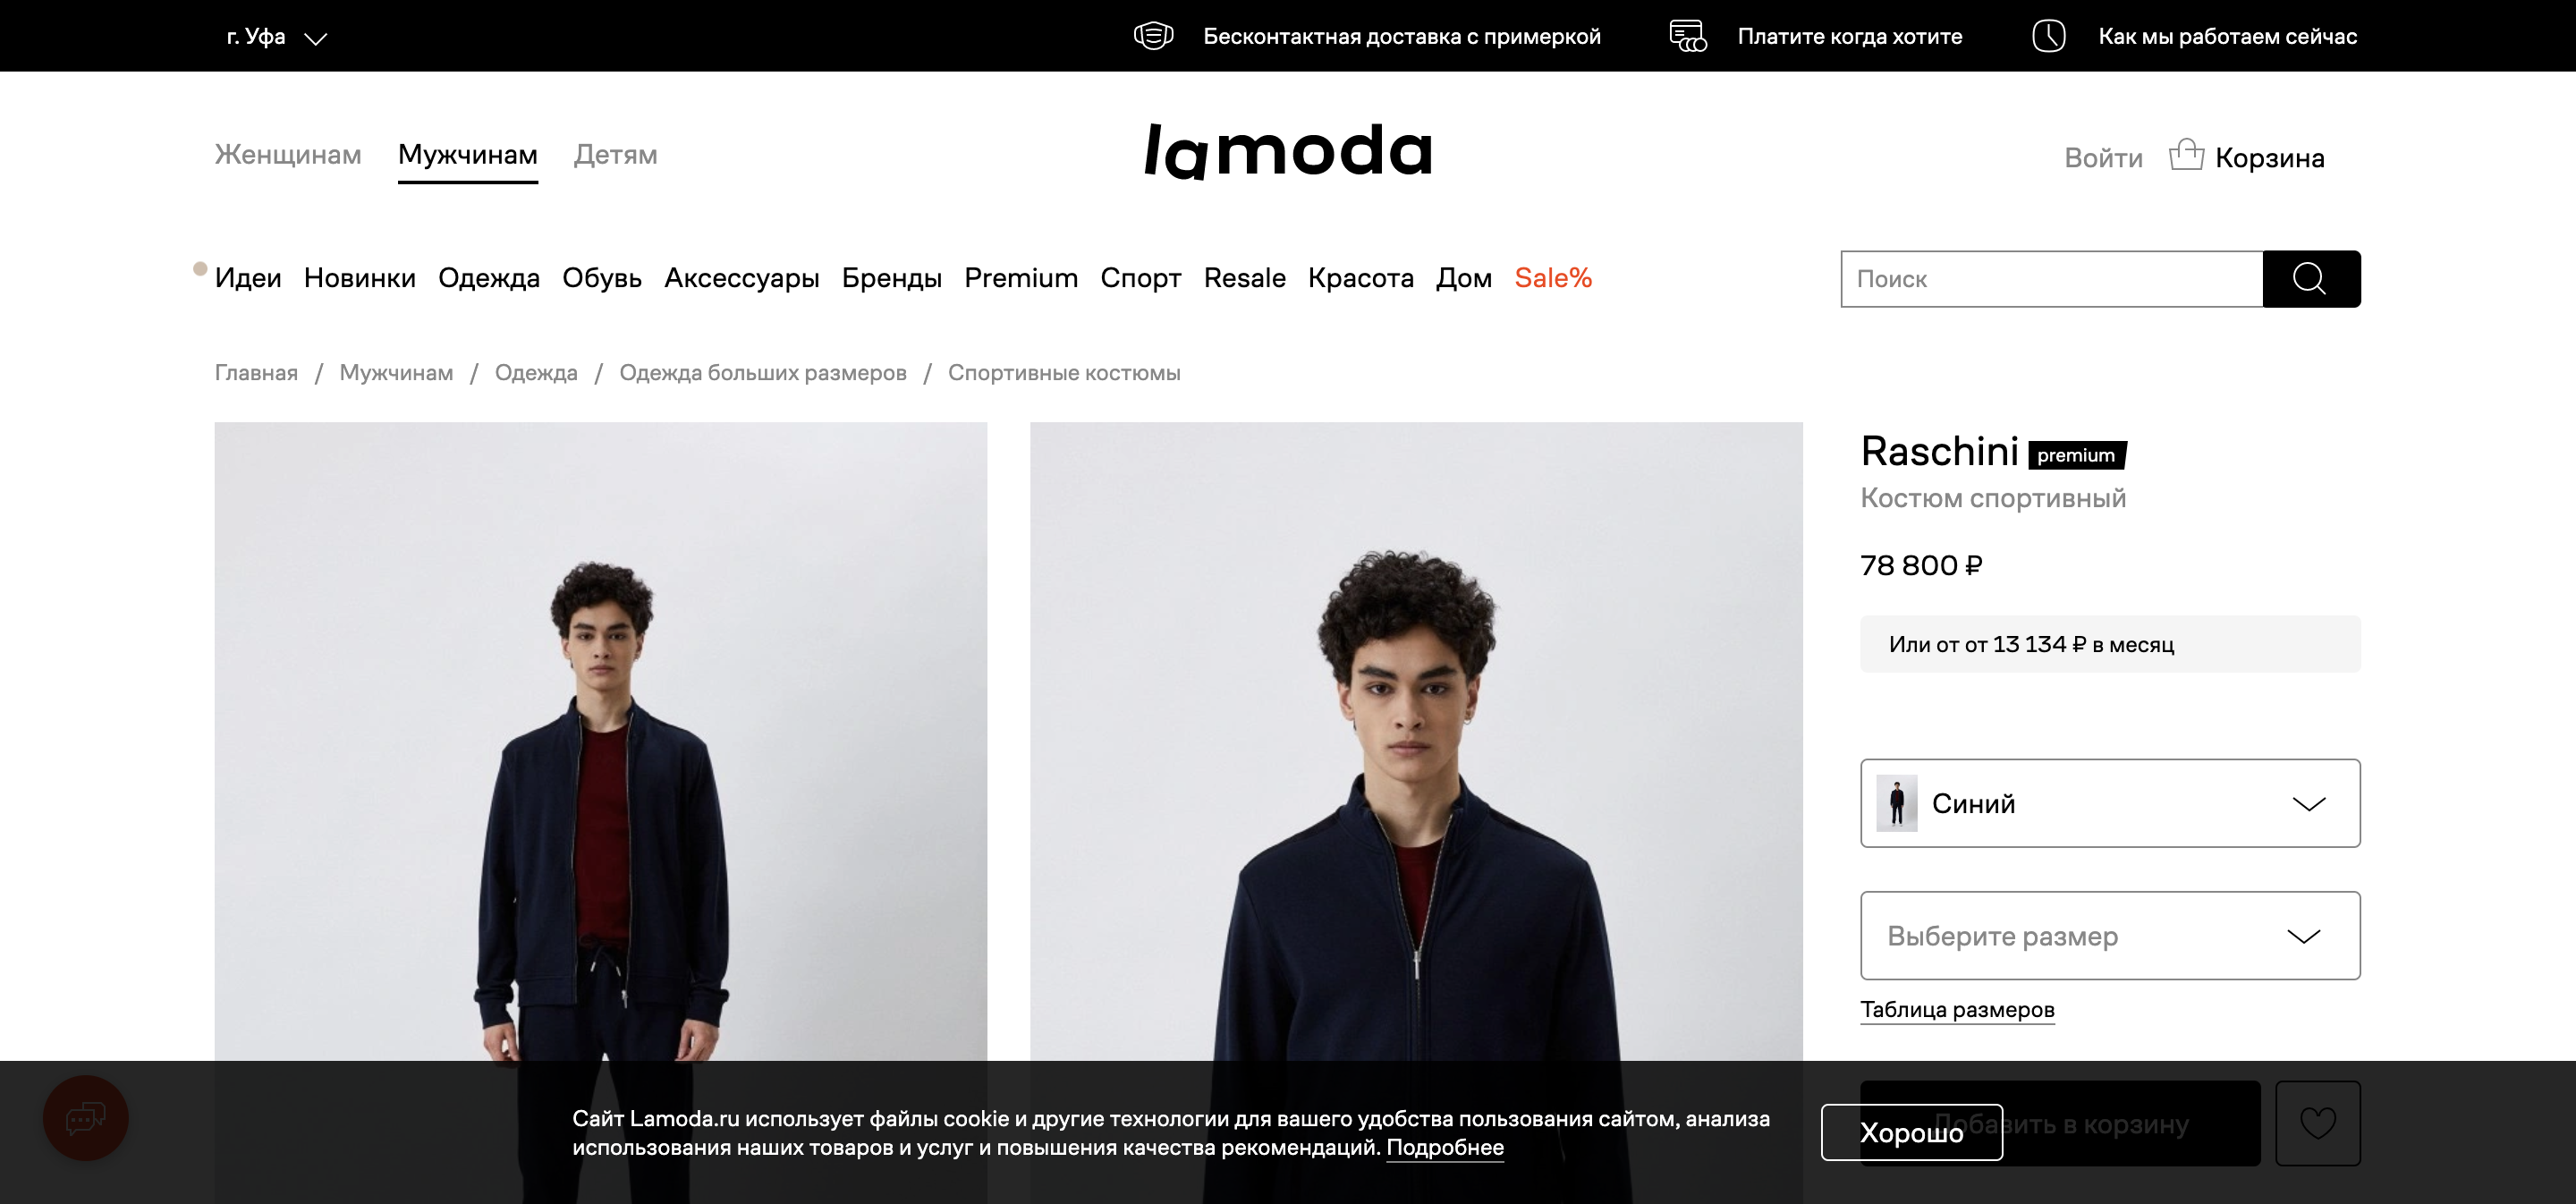 г. Уфа
Бесконтактная доставка с примеркой
Платите когда хотите
Как мы работаем сейчас
Женщинам Мужчинам Детям
lamoda
Войти Корзина
Идеи Новинки Одежда Обувь Аксессуары Бренды Premium Спорт Resale Красота Дом Sale%
Поиск
Главная / Мужчинам / Одежда / Одежда больших размеров / Спортивные костюмы
Raschini premium
Костюм спортивный
78 800 ₽
Или от от 13 134 ₽ в месяц
Синий
Выберите размер
Таблица размеров
Добавить в корзину
Сайт Lamoda.ru использует файлы cookie и другие технологии для вашего удобства пользования сайтом, анализа
использования наших товаров и услуг и повышения качества рекомендаций. Подробнее
Хорошо